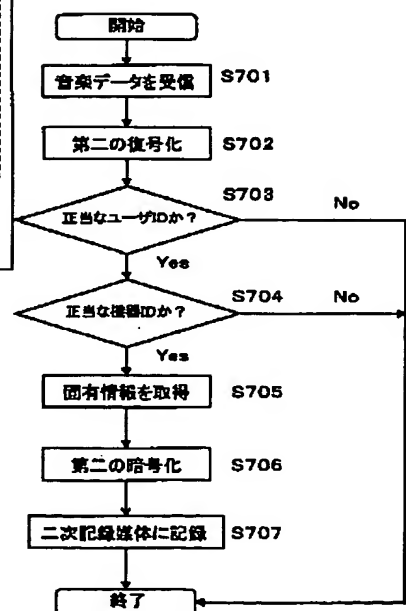 開始
音楽データを受信 S701
第二の復号化 S702
S703
正当なユーザIDか? No
Yes
S704
正当な機器IDか? No
Yes
固有情報を取得 S705
第二の暗号化 S706
二次記録媒体に記録 S707
終了